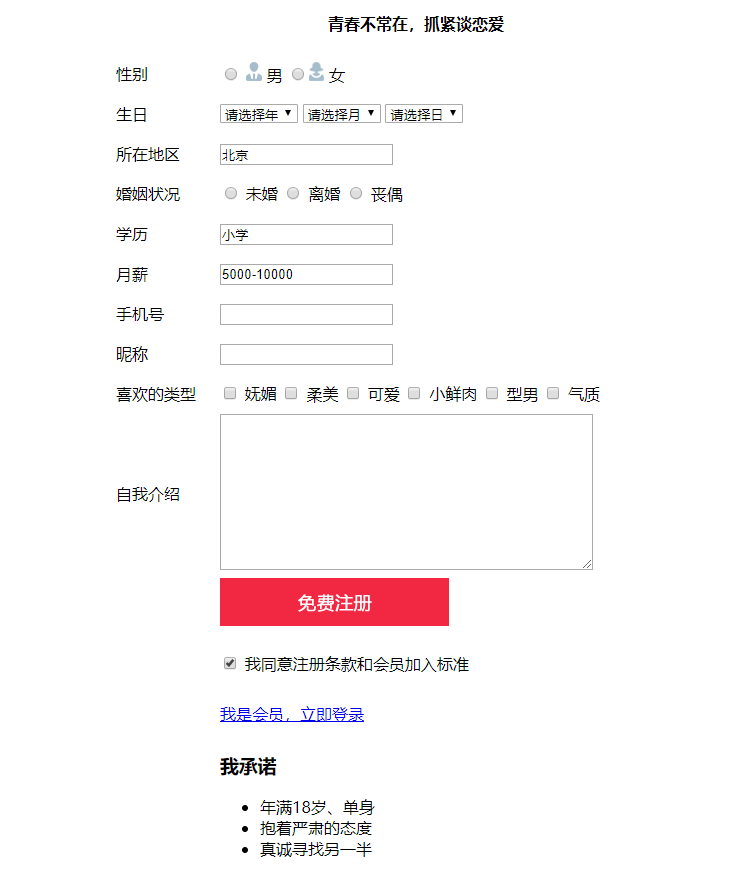 青春不常在，抓紧谈恋爱
性别 男 女
生日 请选择年 请选择月 请选择日
所在地区 北京
婚姻状况 未婚 离婚 丧偶
学历 小学
月薪 5000-10000
手机号
昵称
喜欢的类型 妩媚 柔美 可爱 小鲜肉 型男 气质
自我介绍
免费注册
我同意注册条款和会员加入标准
我是会员，立即登录
我承诺
年满18岁、单身
抱着严肃的态度
真诚寻找另一半